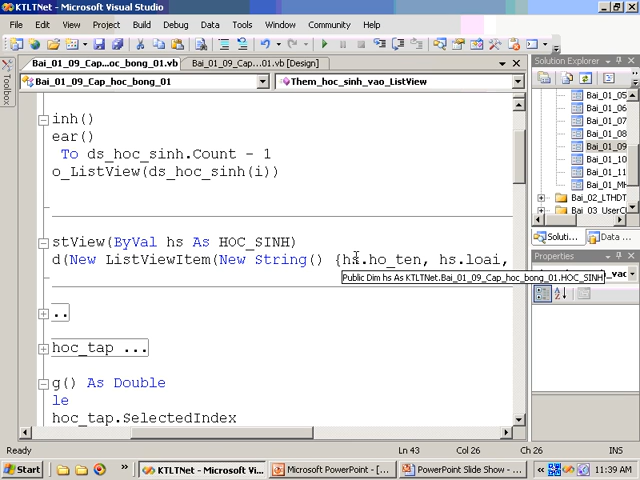 KTLTNet - Microsoft Visual Studio
File Edit View Project Build Debug Data Tools Window Community Help
Bai_01_09_Cap...oc_bong_01.vb Bai_01_09_Cap....01.vb [Design]
Bai_01_09_Cap_hoc_bong_01 Them_hoc_sinh_vao_ListView
Toolbox
inh()
ear()
To ds_hoc_sinh.Count - 1
o_ListView(ds_hoc_sinh(i))
stView(ByVal hs As HOC_SINH)
d(New ListViewItem(New String() {hs.ho_ten, hs.loai,
Public Dim hs As KTLTNet.Bai_01_09_Cap_hoc_bong_01.HOC_SINH
..
hoc_tap ...
g() As Double
le
hoc_tap.SelectedIndex
Solution Explorer
Bai_01_05
Bai_01_06
Bai_01_07
Bai_01_08
Bai_01_09
Bai_01_10
Bai_01_11
Bai_01_MH
Bai_02_LTHDT
Bai_03_UserC
Soluti... Data ...
Properties
Ready Ln 43 Col 26 Ch 26 INS
Start KTLTNet - Microsoft Vi... Microsoft PowerPoint - [... PowerPoint Slide Show - ... 11:39 AM